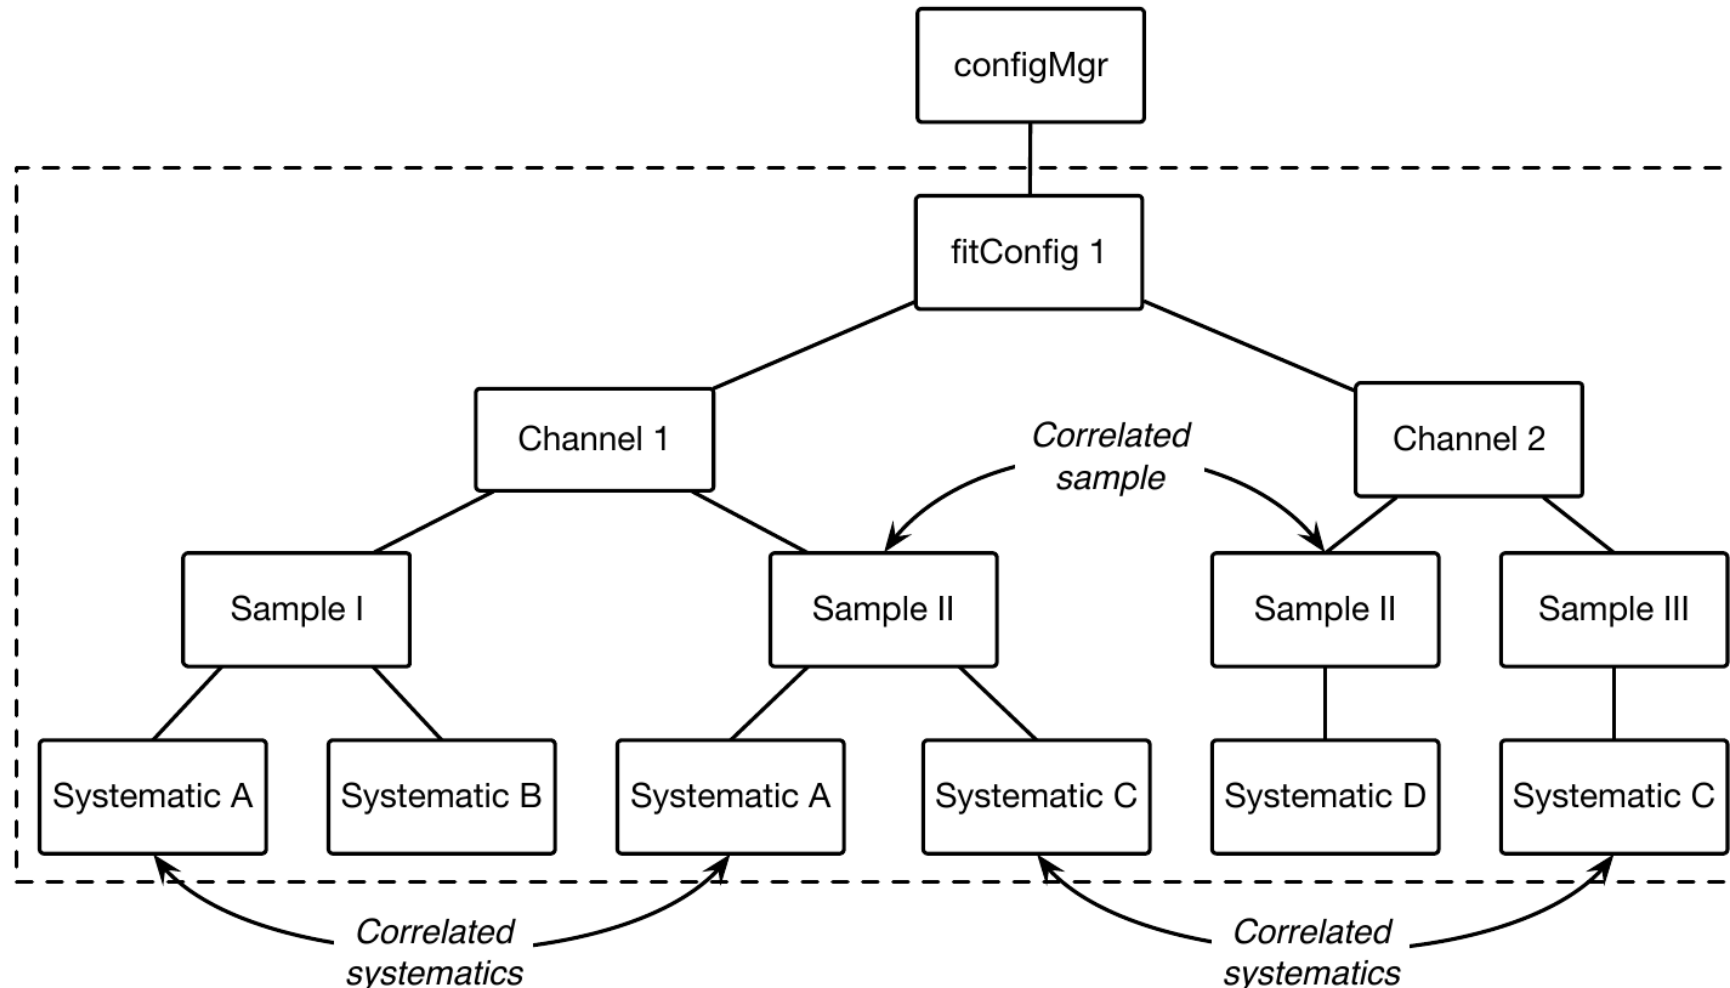 configMgr
fitConfig 1
Channel 1
Correlated
sample
Channel 2
Sample I
Sample II
Sample II
Sample III
Systematic A
Systematic B
Systematic A
Systematic C
Systematic D
Systematic C
Correlated
systematics
Correlated
systematics